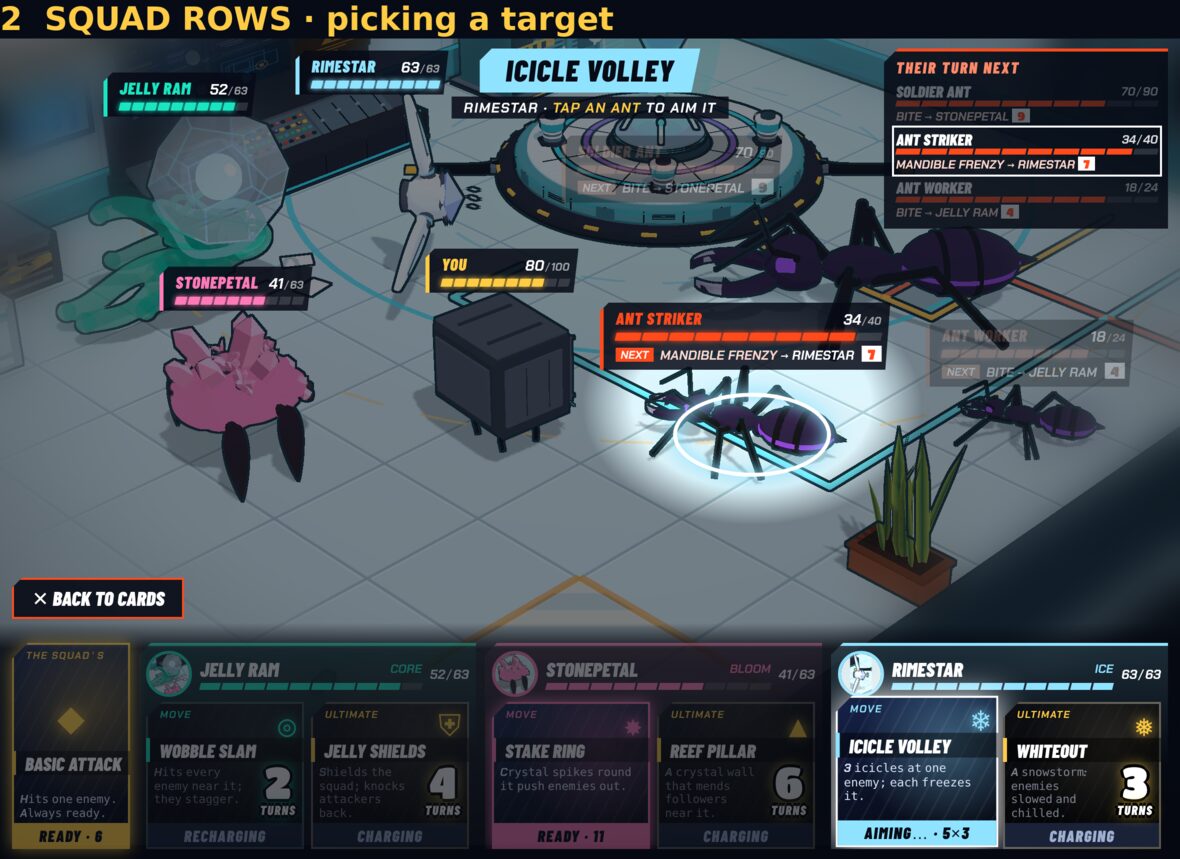 2 SQUAD ROWS · picking a target
JELLY RAM 52/63
RIMESTAR 63/63
ICICLE VOLLEY
RIMESTAR · TAP AN ANT TO AIM IT
THEIR TURN NEXT
SOLDIER ANT 70/90
BITE → STONEPETAL 9
ANT STRIKER 34/40
MANDIBLE FRENZY → RIMESTAR 7
ANT WORKER 18/24
BITE → JELLY RAM 4
SOLDIER ANT 70/90
NEXT BITE → STONEPETAL 9
STONEPETAL 41/63
YOU 80/100
ANT STRIKER 34/40
NEXT MANDIBLE FRENZY → RIMESTAR 7
ANT WORKER 18/24
NEXT BITE → JELLY RAM 4
× BACK TO CARDS
THE SQUAD'S
BASIC ATTACK
Hits one enemy.
Always ready.
READY · 6
JELLY RAM CORE 52/63
MOVE
WOBBLE SLAM
Hits every
enemy near it;
they stagger.
2
TURNS
RECHARGING
ULTIMATE
JELLY SHIELDS
Shields the
squad; knocks
attackers
back.
4
TURNS
CHARGING
STONEPETAL BLOOM 41/63
MOVE
STAKE RING
Crystal spikes round
it push enemies out.
READY · 11
ULTIMATE
REEF PILLAR
A crystal wall
that mends
followers
near it.
6
TURNS
CHARGING
RIMESTAR ICE 63/63
MOVE
ICICLE VOLLEY
3 icicles at one
enemy; each freezes
it.
AIMING... · 5×3
ULTIMATE
WHITEOUT
A snowstorm:
enemies
slowed and
chilled.
3
TURNS
CHARGING